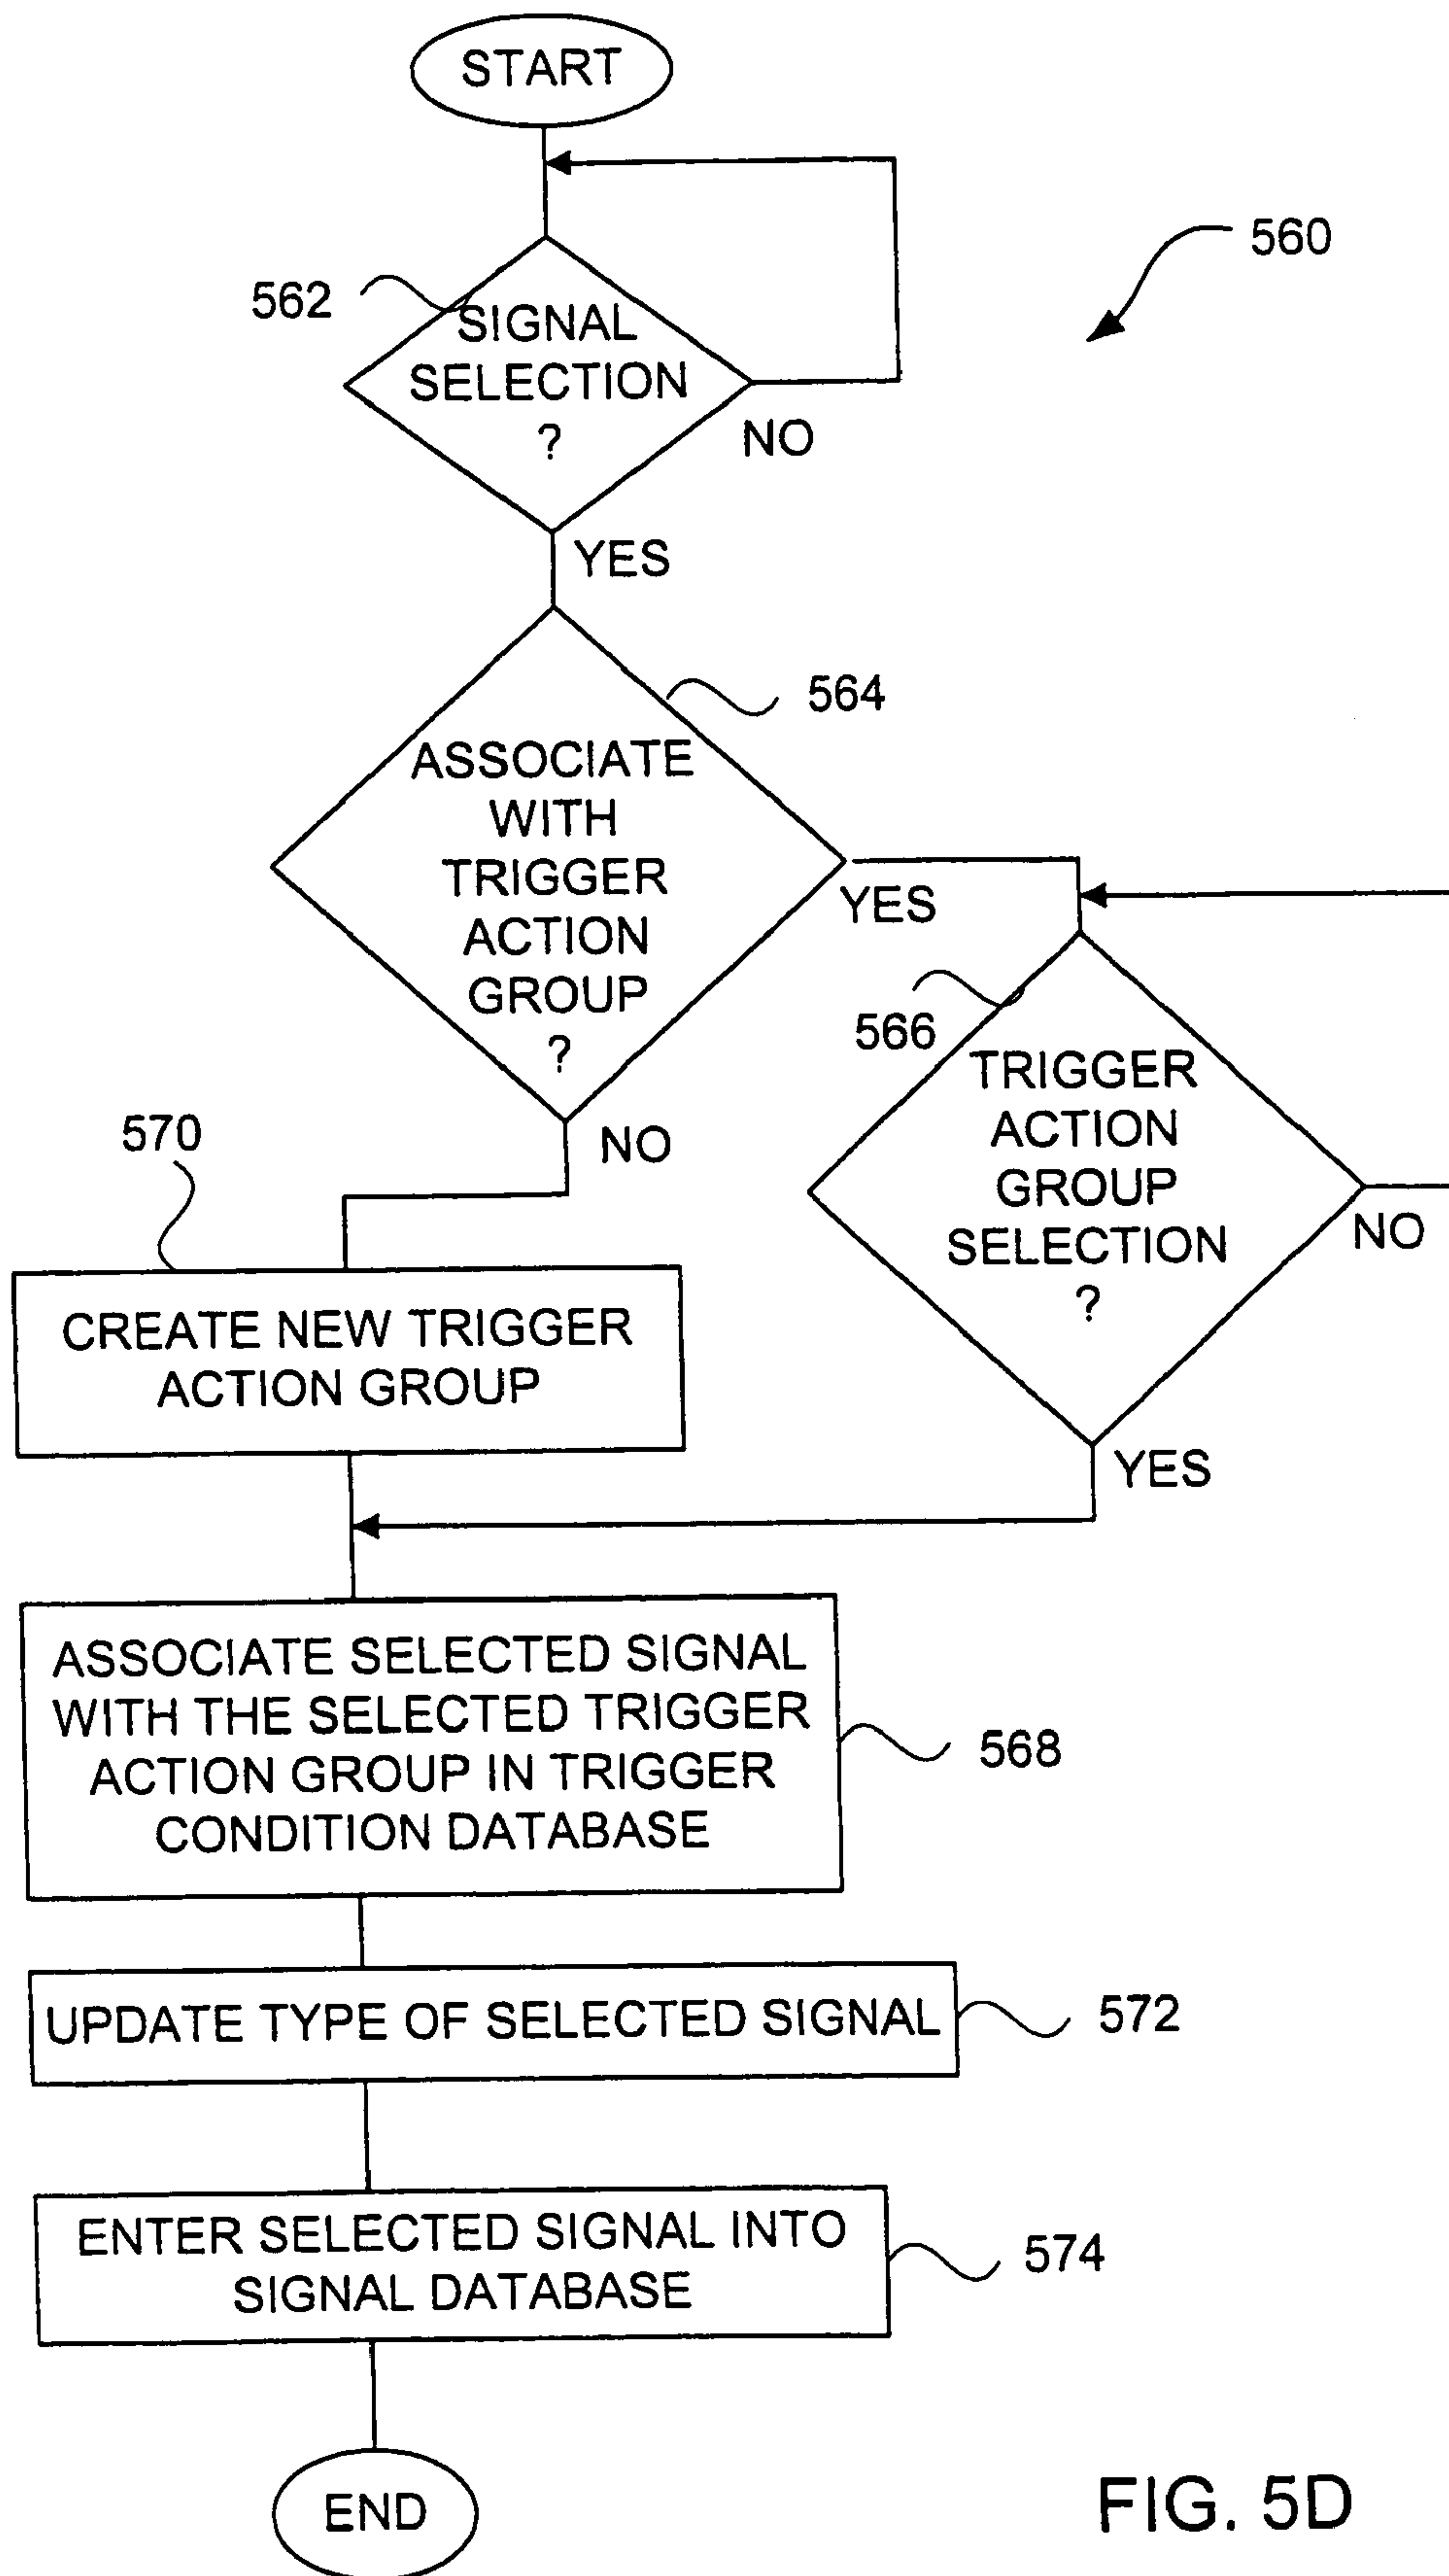 START
560
562
SIGNAL
SELECTION
?
NO
YES
564
ASSOCIATE
WITH
TRIGGER
ACTION
GROUP
?
YES
566
TRIGGER
ACTION
GROUP
SELECTION
?
NO
NO
570
CREATE NEW TRIGGER
ACTION GROUP
YES
ASSOCIATE SELECTED SIGNAL
WITH THE SELECTED TRIGGER
ACTION GROUP IN TRIGGER
CONDITION DATABASE
568
UPDATE TYPE OF SELECTED SIGNAL
572
ENTER SELECTED SIGNAL INTO
SIGNAL DATABASE
574
END
FIG. 5D